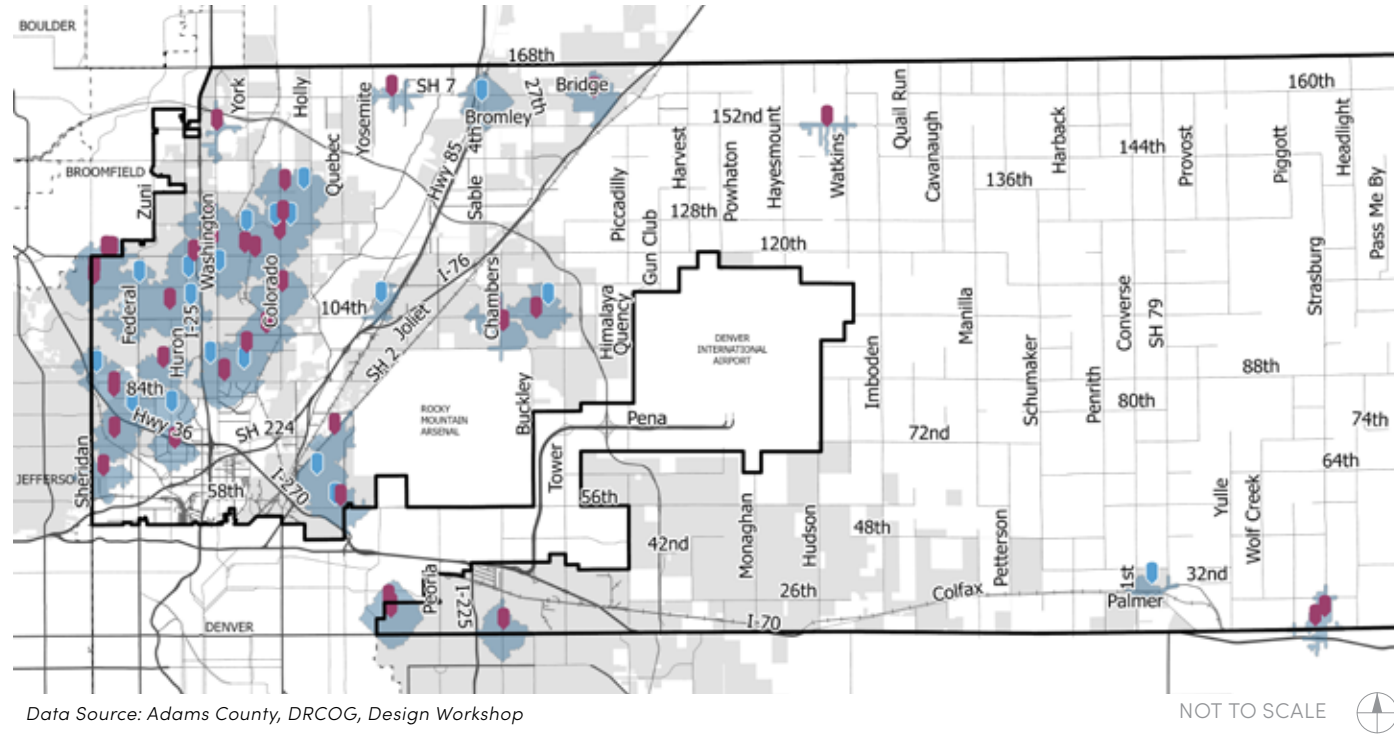 BOULDER
168th
York
Holly
Yosemite
SH 7
27th
Bridge
Bromley
4th
160th
Quail Run
Cavanaugh
Harback
144th
Provost
Piggott
Headlight
Pass Me By
152nd
Harvest
Powhaton
Hayesmount
Watkins
136th
BROOMFIELD
Zuni
Quebec
Hwy 85
Sable
Piccadilly
Gun Club
128th
120th
Washington
Colorado
I-76
Chambers
Himalaya
Quency
Federal
Huron
I-25
104th
SH 2
Joliet
DENVER
INTERNATIONAL
AIRPORT
Imboden
Manilla
Schumaker
Converse
SH 79
Strasburg
88th
84th
Hwy 36
SH 224
ROCKY
MOUNTAIN
ARSENAL
Buckley
Pena
Penrith
80th
74th
72nd
64th
Sheridan
JEFFERSO
58th
I-270
Tower
56th
42nd
Monaghan
Hudson
48th
Petterson
Yulle
Wolf Creek
26th
Colfax
1st
Palmer
32nd
Peoria
I-225
I-70
DENVER
Data Source: Adams County, DRCOG, Design Workshop
NOT TO SCALE